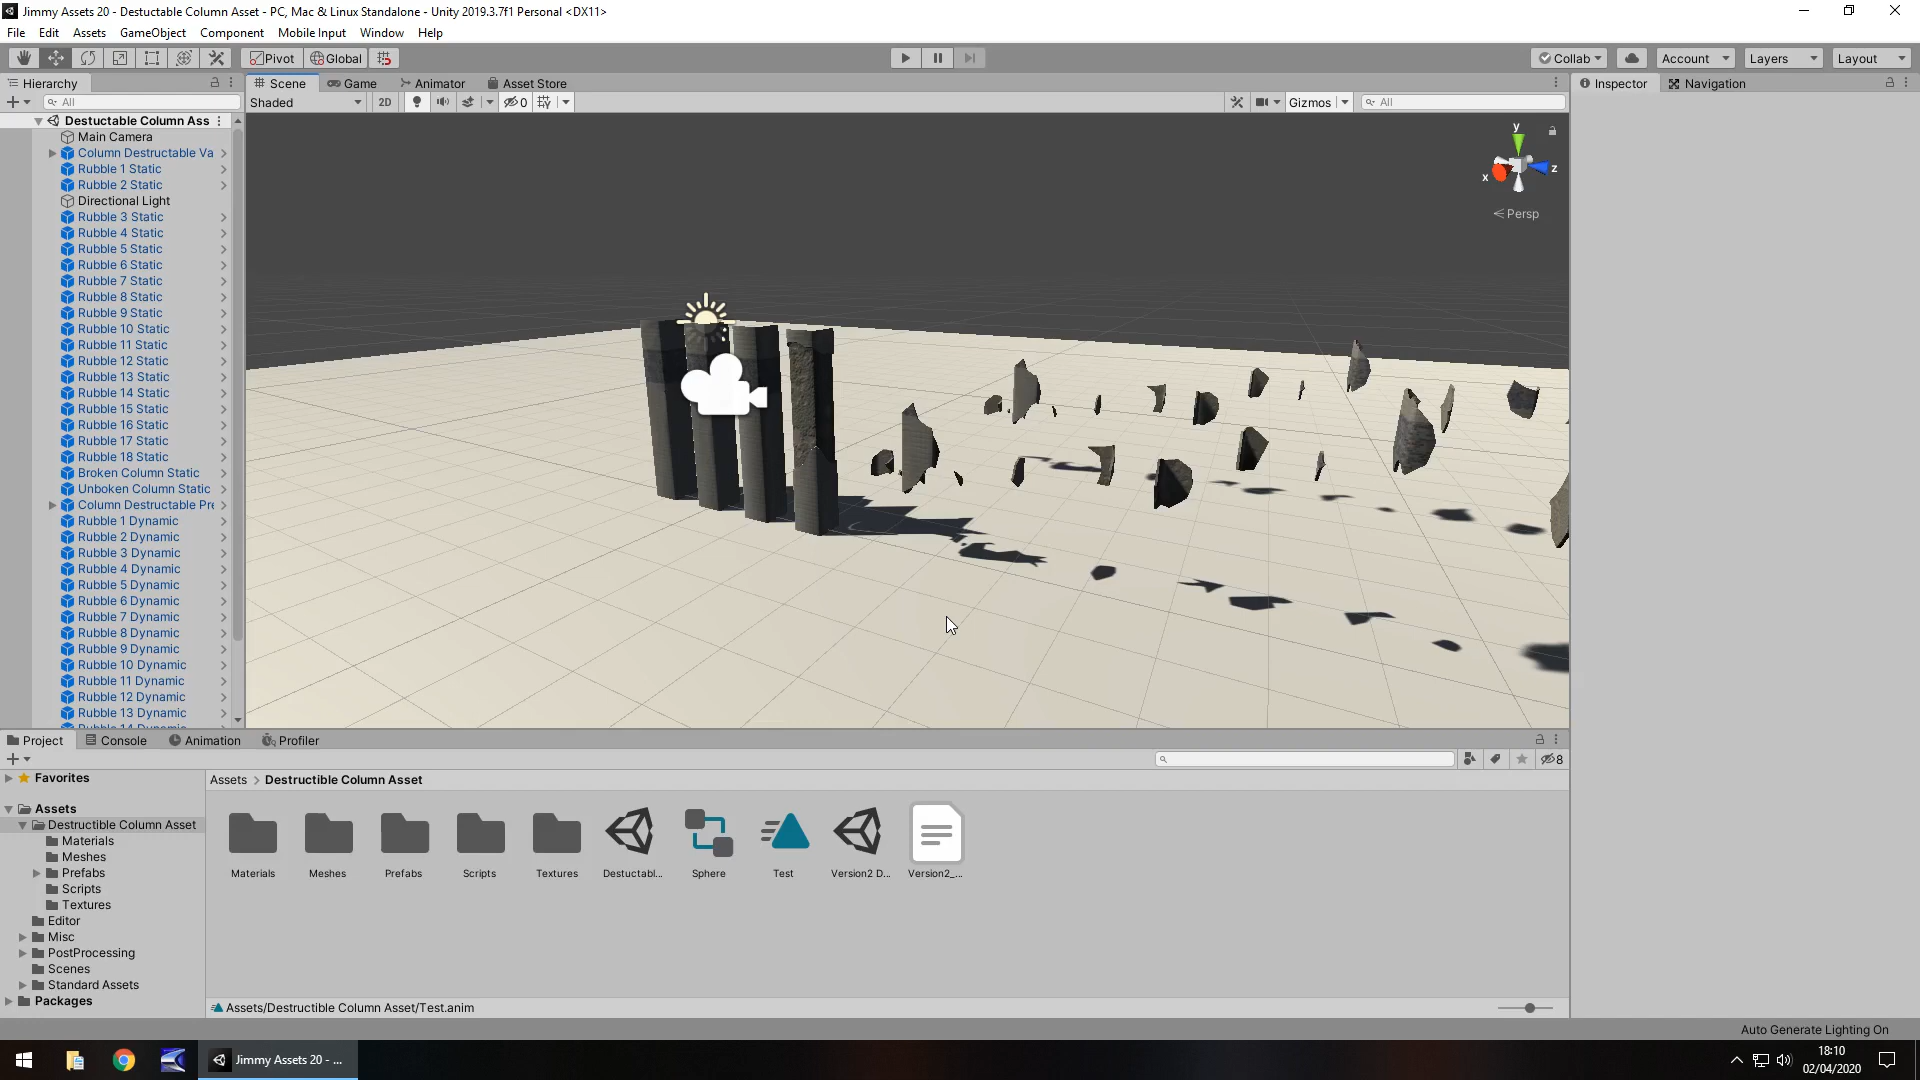 Jimmy Assets 20 - Destuctable Column Asset - PC, Mac & Linux Standalone - Unity 2019.3.7f1 Personal <DX11>
File Edit Assets GameObject Component Mobile Input Window Help
Pivot Global Collab Account Layers Layout
Hierarchy Scene Game Animator Asset Store Inspector Navigation
All Shaded 2D 0 Gizmos All
Destuctable Column Ass
Main Camera
Column Destructable Va
Rubble 1 Static
Rubble 2 Static
Directional Light
Rubble 3 Static
Rubble 4 Static
Rubble 5 Static
Rubble 6 Static
Rubble 7 Static
Rubble 8 Static
Rubble 9 Static
Rubble 10 Static
Rubble 11 Static
Rubble 12 Static
Rubble 13 Static
Rubble 14 Static
Rubble 15 Static
Rubble 16 Static
Rubble 17 Static
Rubble 18 Static
Broken Column Static
Unboken Column Static
Column Destructable Pre
Rubble 1 Dynamic
Rubble 2 Dynamic
Rubble 3 Dynamic
Rubble 4 Dynamic
Rubble 5 Dynamic
Rubble 6 Dynamic
Rubble 7 Dynamic
Rubble 8 Dynamic
Rubble 9 Dynamic
Rubble 10 Dynamic
Rubble 11 Dynamic
Rubble 12 Dynamic
Rubble 13 Dynamic
y
x
z
< Persp
Project Console Animation Profiler
8
Favorites
Assets
Destructible Column Asset
Materials
Meshes
Prefabs
Scripts
Textures
Editor
Misc
PostProcessing
Scenes
Standard Assets
Packages
Assets > Destructible Column Asset
Materials Meshes Prefabs Scripts Textures Destuctabl... Sphere Test Version2 D... Version2_...
Assets/Destructible Column Asset/Test.anim
Auto Generate Lighting On
Jimmy Assets 20 - ...
18:10
02/04/2020